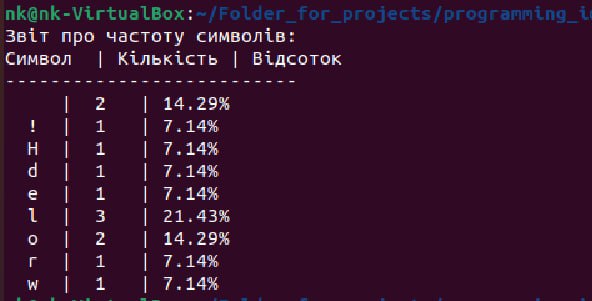 nk@nk-VirtualBox:~/Folder_for_projects/programming_i
Звіт про частоту символів:
Символ | Кількість | Відсоток
---------------------------
| 2 | 14.29%
! | 1 | 7.14%
H | 1 | 7.14%
d | 1 | 7.14%
e | 1 | 7.14%
l | 3 | 21.43%
o | 2 | 14.29%
r | 1 | 7.14%
w | 1 | 7.14%